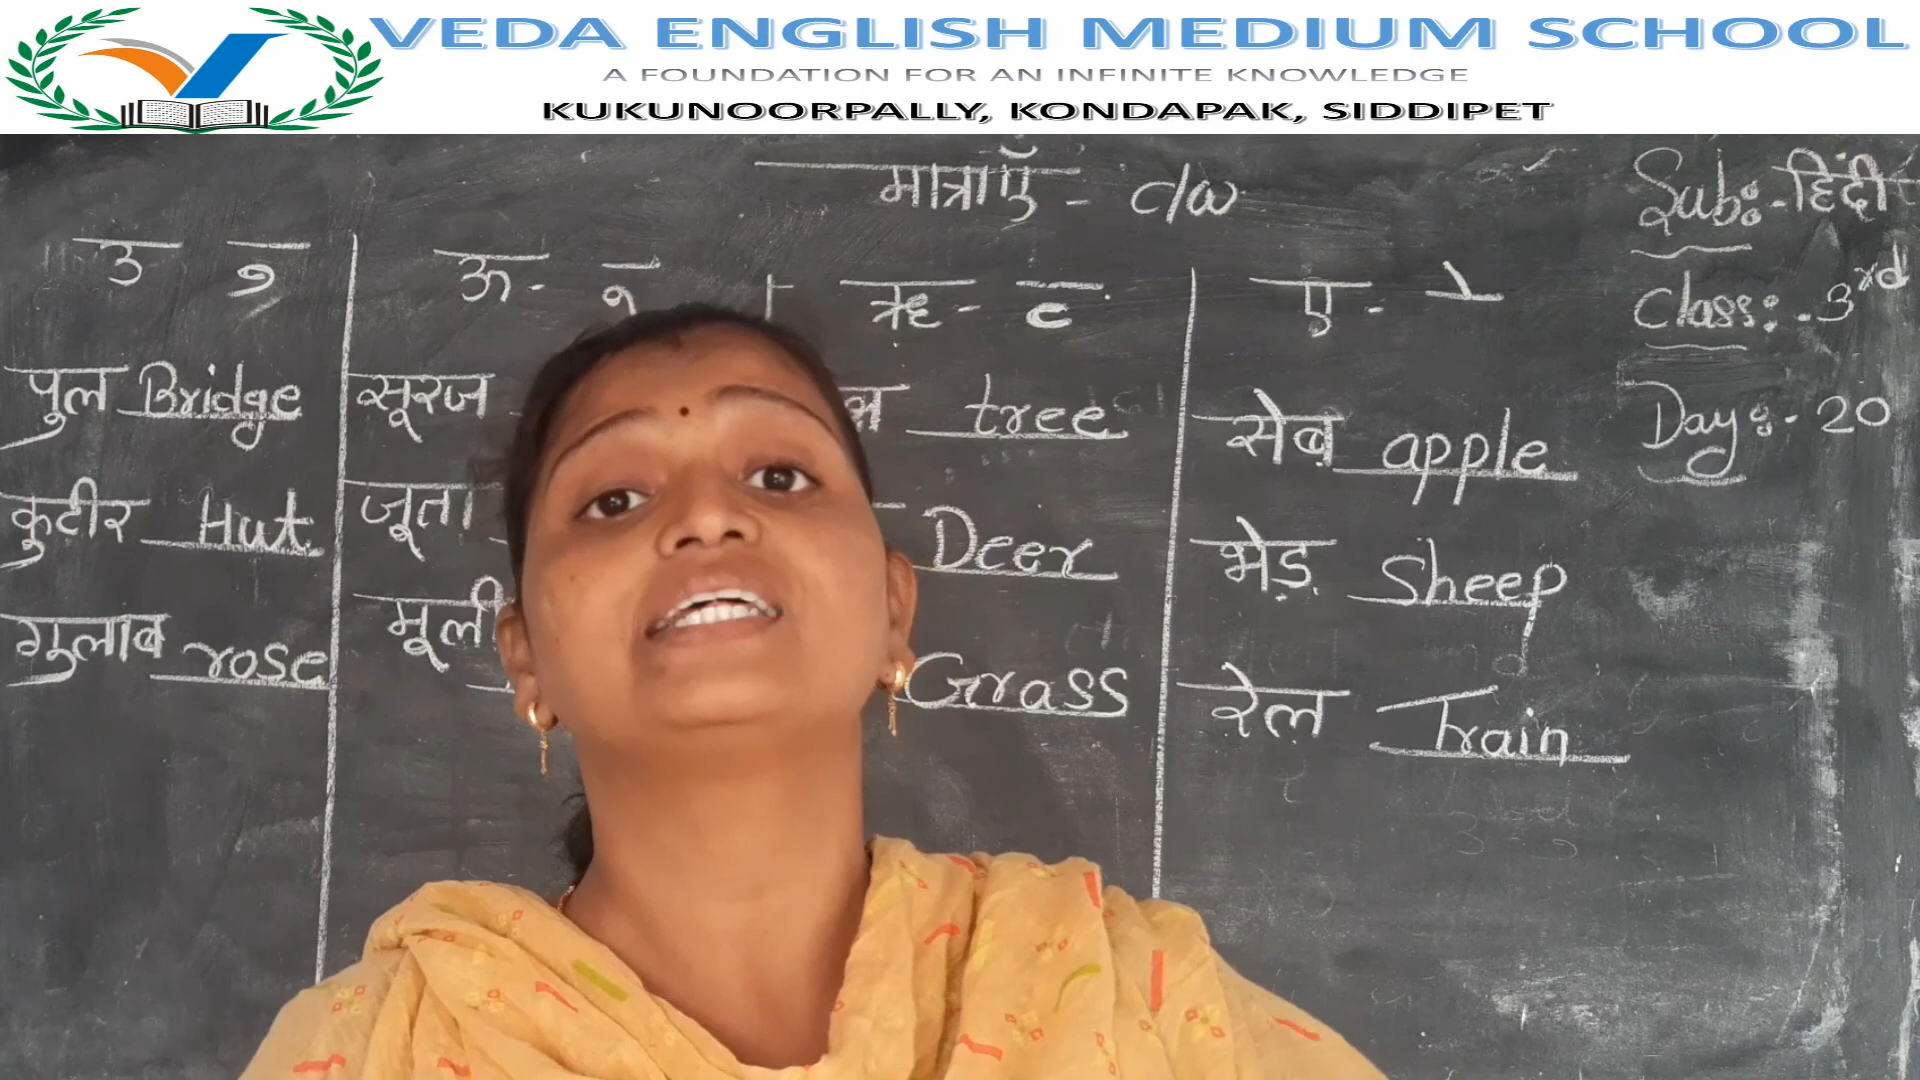 VEDA ENGLISH MEDIUM SCHOOL
A FOUNDATION FOR AN INFINITE KNOWLEDGE
KUKUNOORPALLY, KONDAPAK, SIDDIPET
मात्राएँ - c/w
Sub:- हिंदी
Class:- 3rd
Day:- 20
उ ु
पुल Bridge
कुटीर Hut
गुलाब rose
ऊ - ू
सूरज
जूता
मूली
ऋ - ृ
tree
Deer
Grass
ए - े
सेब apple
भेड़ Sheep
रेल Train